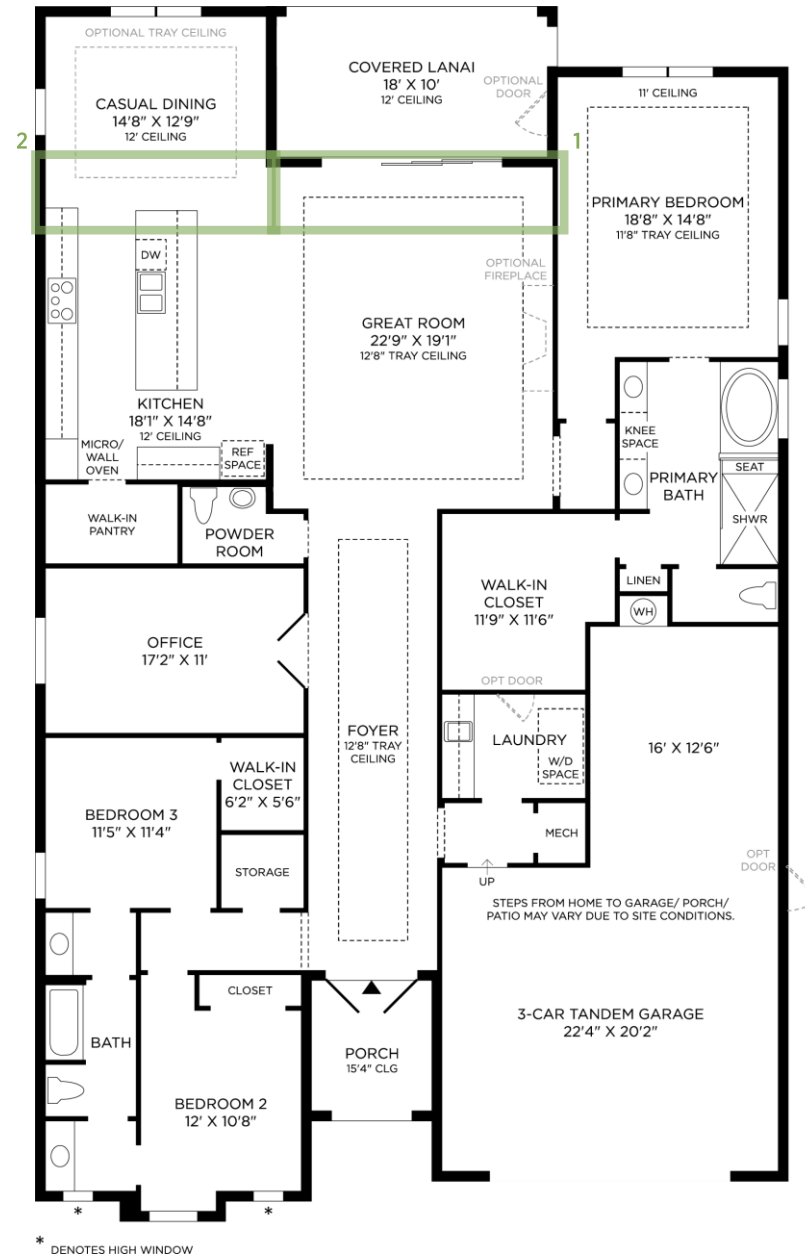 OPTIONAL TRAY CEILING
CASUAL DINING
14'8" X 12'9"
12' CEILING
COVERED LANAI
18' X 10'
12' CEILING
OPTIONAL
DOOR
11' CEILING
2
1
PRIMARY BEDROOM
18'8" X 14'8"
11'8" TRAY CEILING
DW
OPTIONAL
FIREPLACE
GREAT ROOM
22'9" X 19'1"
12'8" TRAY CEILING
KITCHEN
18'1" X 14'8"
12' CEILING
MICRO/
WALL
OVEN
REF
SPACE
KNEE
SPACE
PRIMARY
BATH
SEAT
SHWR
WALK-IN
PANTRY
POWDER
ROOM
WALK-IN
CLOSET
11'9" X 11'6"
LINEN
WH
OFFICE
17'2" X 11'
OPT DOOR
FOYER
12'8" TRAY
CEILING
LAUNDRY
W/D
SPACE
16' X 12'6"
WALK-IN
CLOSET
6'2" X 5'6"
BEDROOM 3
11'5" X 11'4"
MECH
STORAGE
UP
OPT
DOOR
STEPS FROM HOME TO GARAGE/ PORCH/
PATIO MAY VARY DUE TO SITE CONDITIONS.
CLOSET
3-CAR TANDEM GARAGE
22'4" X 20'2"
BATH
PORCH
15'4" CLG
BEDROOM 2
12' X 10'8"
* *
* DENOTES HIGH WINDOW